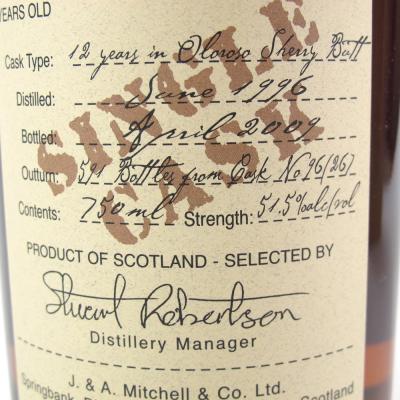 YEARS OLD
SINGLE CASK
Cask Type: 12 years in Oloroso Sherry Butt
Distilled: June 1996
Bottled: April 2009
Outturn: 591 Bottles from Cask No 96/267
Contents: 750ml Strength: 51.5%alc/vol
PRODUCT OF SCOTLAND - SELECTED BY
Stuart Robertson
Distillery Manager
J. & A. Mitchell & Co. Ltd.
Springbank Scotland